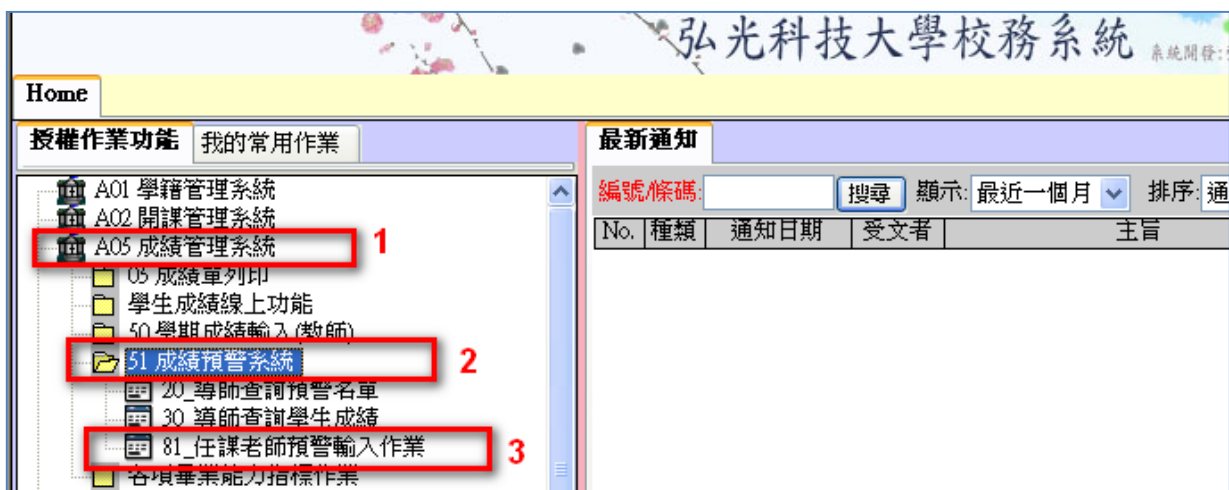 弘光科技大學校務系統 系統開發:
Home
授權作業功能 我的常用作業
最新通知
A01 學籍管理系統
A02 開課管理系統
A05 成績管理系統 1
05 成績單列印
學生成績線上功能
50 學期成績輸入(教師)
51 成績預警系統 2
20_導師查詢預警名單
30_導師查詢學生成績
81_任課老師預警輸入作業 3
各項畢業能力指標作業
編號/條碼: 搜尋 顯示: 最近一個月 排序: 通
No. 種類 通知日期 受文者 主旨